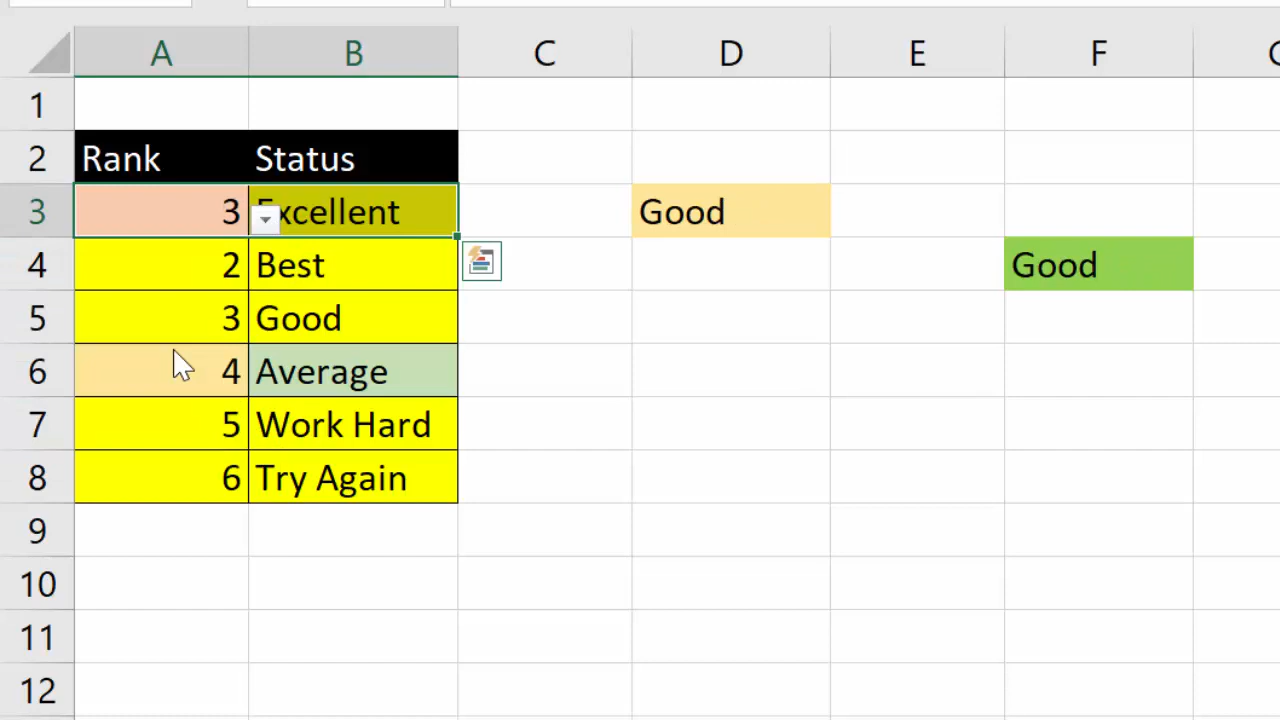 A B C D E F
1
2 Rank Status
3 3 Excellent Good
4 2 Best Good
5 3 Good
6 4 Average
7 5 Work Hard
8 6 Try Again
9
10
11
12